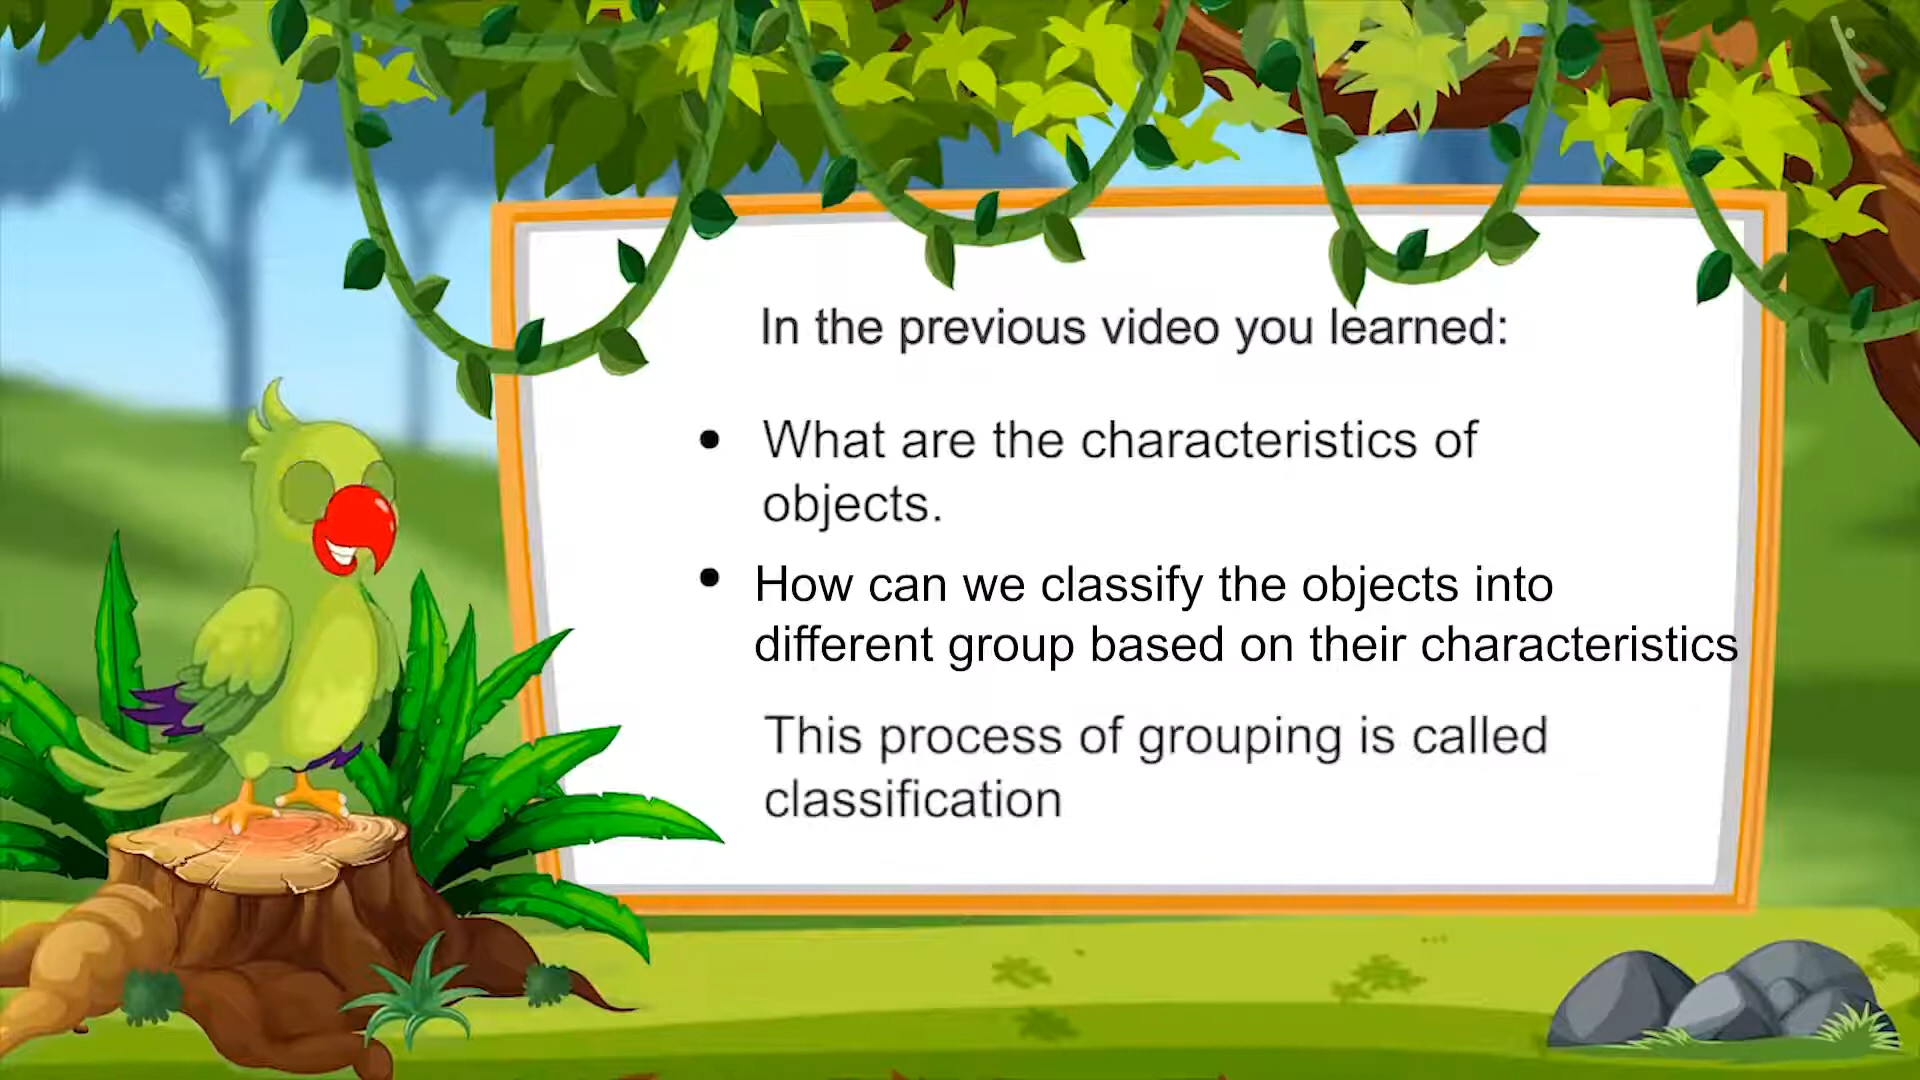 In the previous video you learned:
• What are the characteristics of
objects.
• How can we classify the objects into
different group based on their characteristics
This process of grouping is called
classification